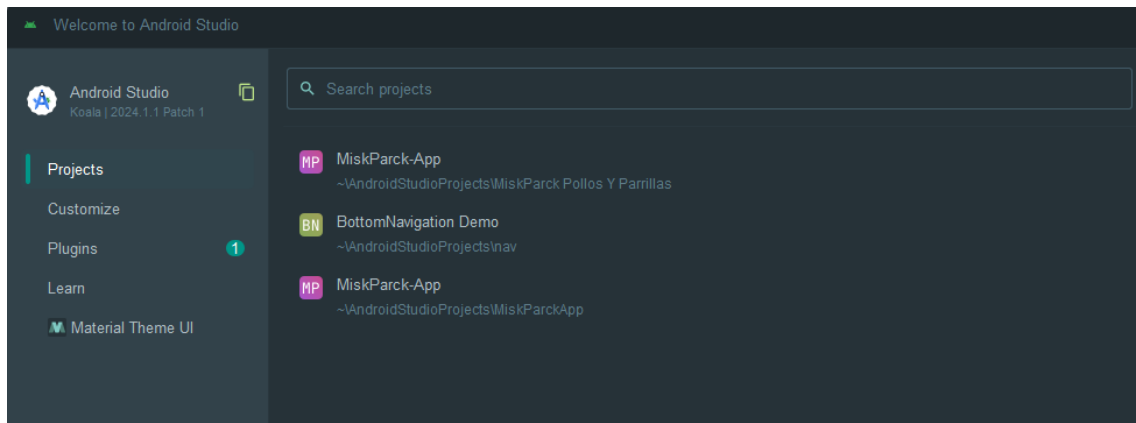 Welcome to Android Studio
Android Studio
Koala | 2024.1.1 Patch 1
Projects
Customize
Plugins 1
Learn
Material Theme UI
Search projects
MP MiskParck-App
~\AndroidStudioProjects\MiskParck Pollos Y Parrillas
BN BottomNavigation Demo
~\AndroidStudioProjects\nav
MP MiskParck-App
~\AndroidStudioProjects\MiskParckApp